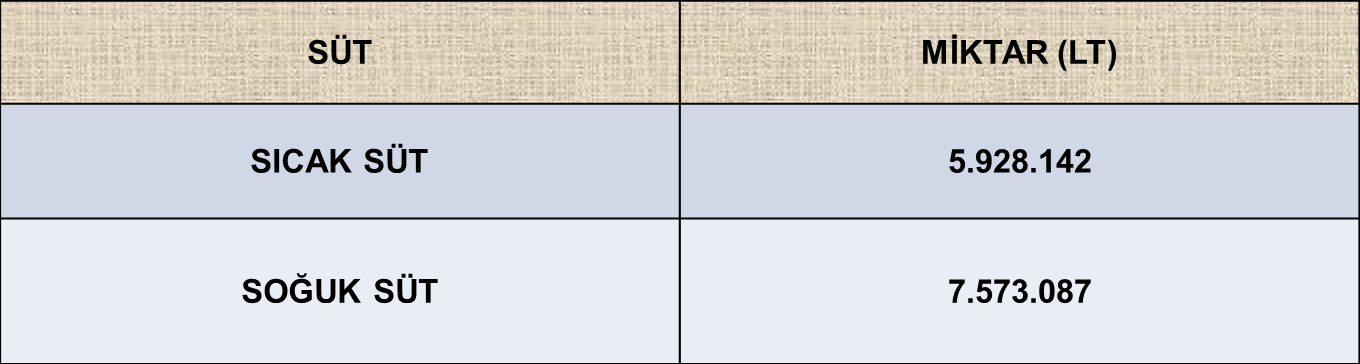 SÜT MİKTAR (LT)
SICAK SÜT 5.928.142
SOĞUK SÜT 7.573.087